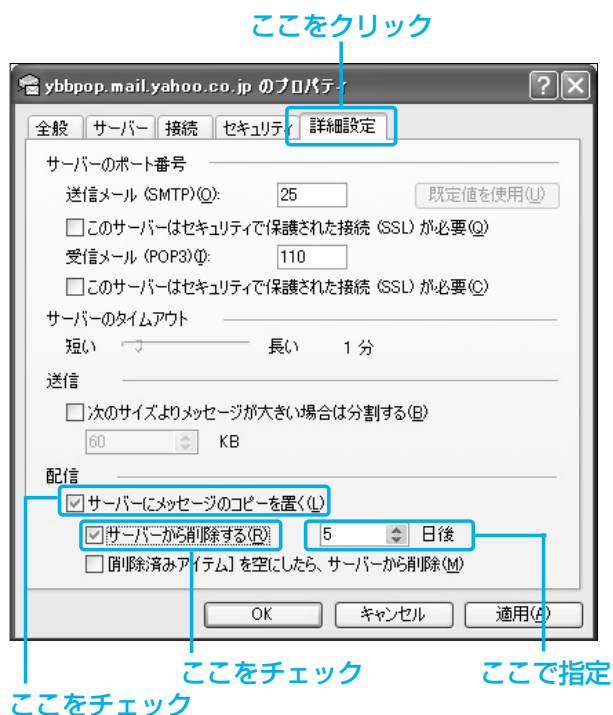 ここをクリック
ybbpop.mail.yahoo.co.jp のプロパティ
全般 サーバー 接続 セキュリティ 詳細設定
サーバーのポート番号
送信メール (SMTP)(O): 25 既定値を使用(U)
このサーバーはセキュリティで保護された接続 (SSL) が必要(Q)
受信メール (POP3)(I): 110
このサーバーはセキュリティで保護された接続 (SSL) が必要(C)
サーバーのタイムアウト
短い 長い 1 分
送信
次のサイズよりメッセージが大きい場合は分割する(B)
60 KB
配信
サーバーにメッセージのコピーを置く(L)
サーバーから削除する(R) 5 日後
[削除済みアイテム] を空にしたら、サーバーから削除(M)
OK キャンセル 適用(A)
ここをチェック ここで指定
ここをチェック